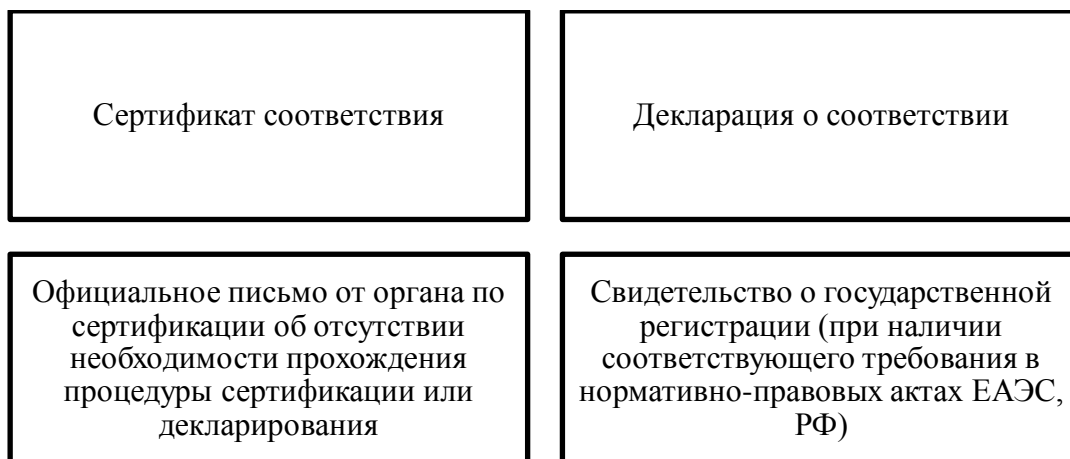 Сертификат соответствия
Декларация о соответствии
Официальное письмо от органа по
сертификации об отсутствии
необходимости прохождения
процедуры сертификации или
декларирования
Свидетельство о государственной
регистрации (при наличии
соответствующего требования в
нормативно-правовых актах ЕАЭС,
РФ)